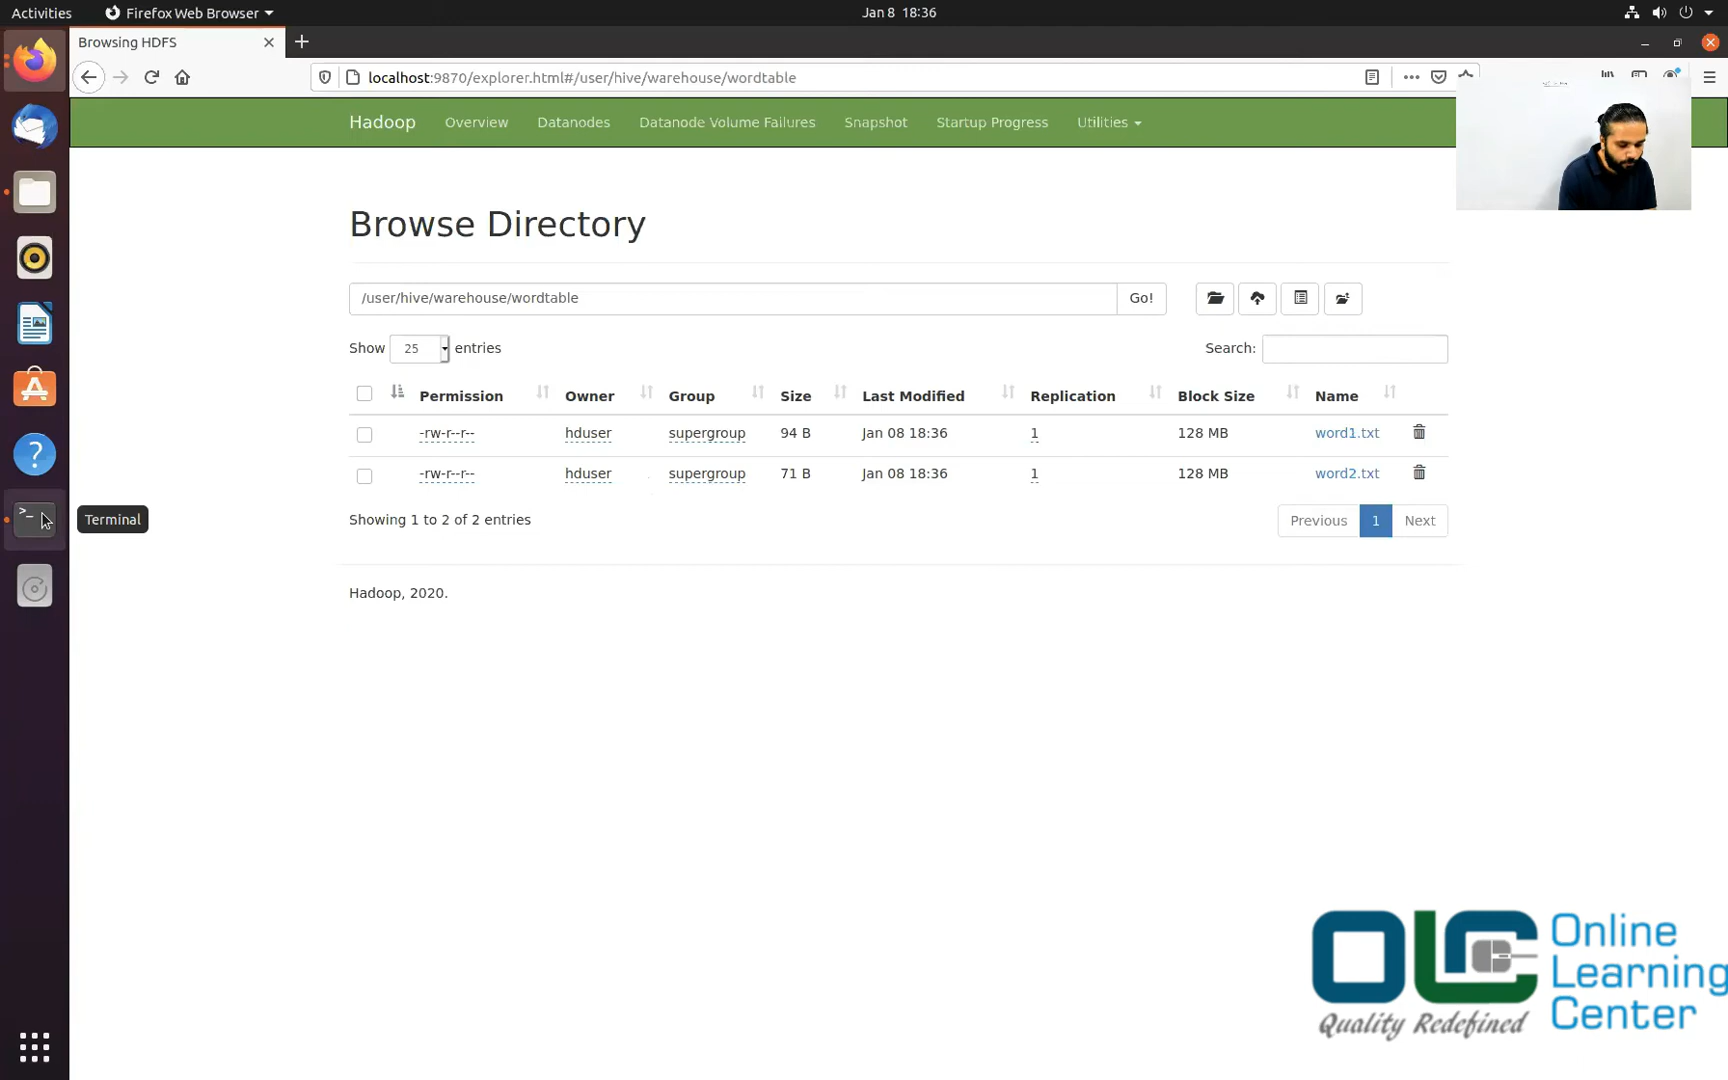 Activities Firefox Web Browser Jan 8 18:36
Browsing HDFS
localhost:9870/explorer.html#/user/hive/warehouse/wordtable
Hadoop Overview Datanodes Datanode Volume Failures Snapshot Startup Progress Utilities
Browse Directory
/user/hive/warehouse/wordtable Go!
Show 25 entries Search:
Permission Owner Group Size Last Modified Replication Block Size Name
-rw-r--r-- hduser supergroup 94 B Jan 08 18:36 1 128 MB word1.txt
-rw-r--r-- hduser supergroup 71 B Jan 08 18:36 1 128 MB word2.txt
Terminal
Showing 1 to 2 of 2 entries Previous 1 Next
Hadoop, 2020.
OLC
Online
Learning
Center
Quality Redefined